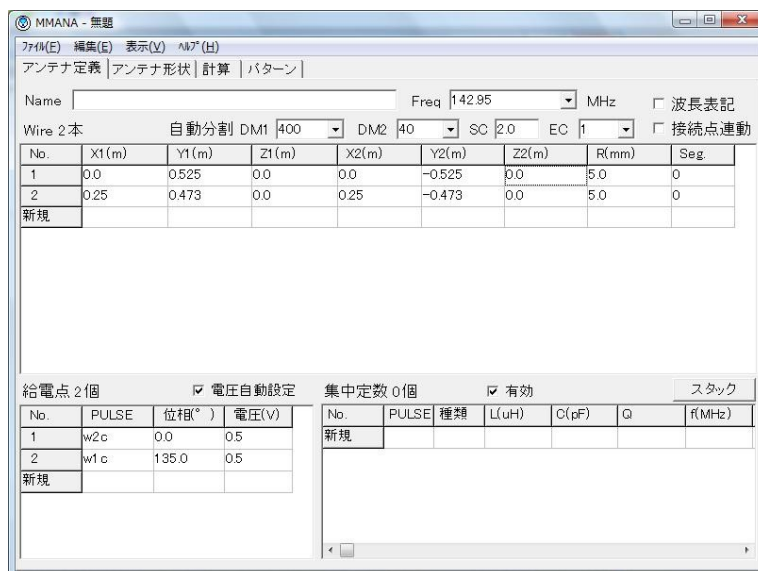 MMANA - 無題
ﾌｧｲﾙ(F) 編集(E) 表示(V) ﾍﾙﾌﾟ(H)
アンテナ定義 アンテナ形状 計算 パターン
Name Freq 142.95 MHz 波長表記
Wire 2本 自動分割 DM1 400 DM2 40 SC 2.0 EC 1 接続点連動
No. X1(m) Y1(m) Z1(m) X2(m) Y2(m) Z2(m) R(mm) Seg.
1 0.0 0.525 0.0 0.0 -0.525 0.0 5.0 0
2 0.25 0.473 0.0 0.25 -0.473 0.0 5.0 0
新規
給電点 2個 電圧自動設定 集中定数 0個 有効 スタック
No. PULSE 位相(°) 電圧(V) No. PULSE 種類 L(uH) C(pF) Q f(MHz)
1 w2c 0.0 0.5 新規
2 w1c 135.0 0.5
新規